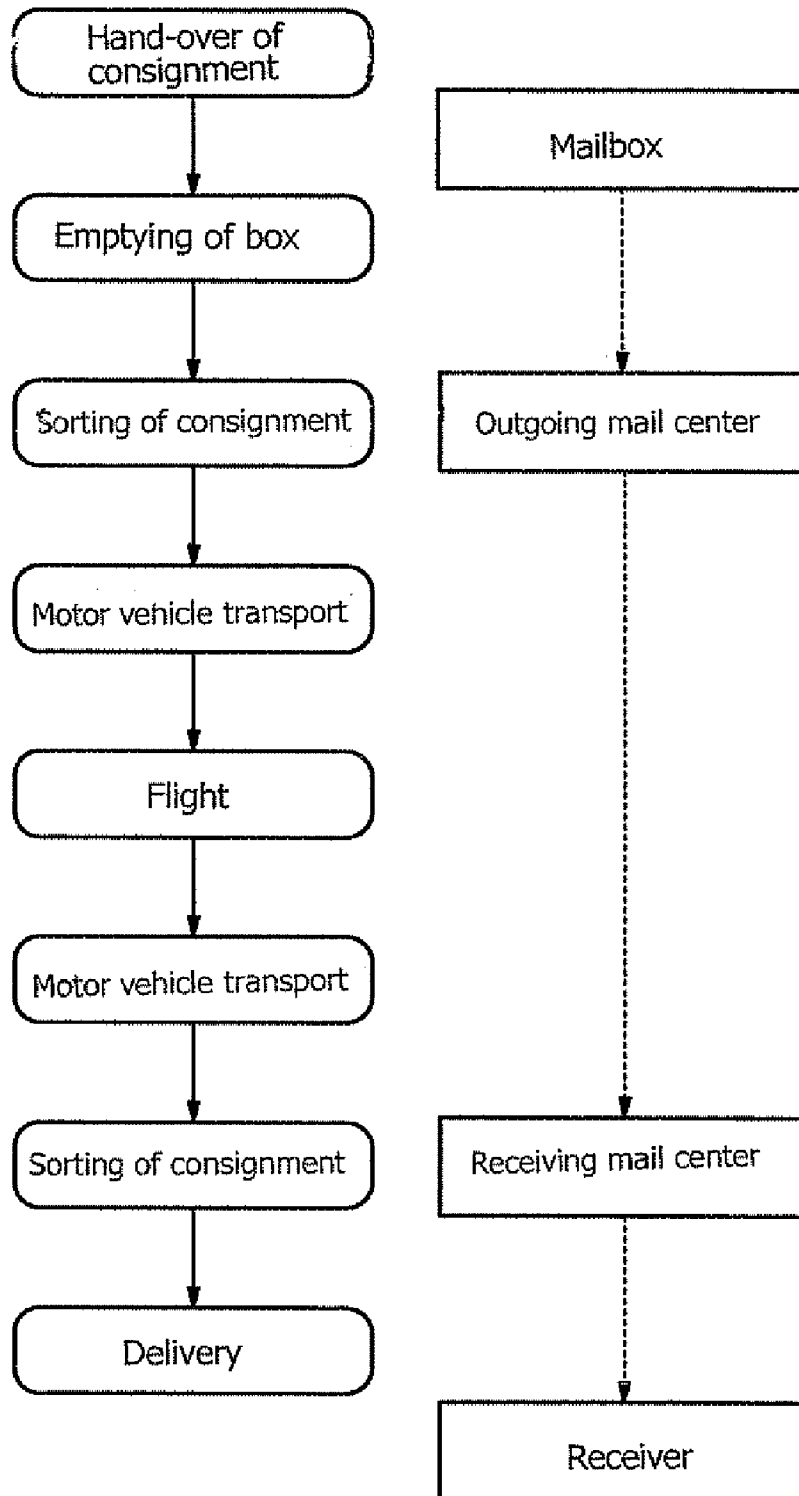 Hand-over of
consignment
Emptying of box
Sorting of consignment
Motor vehicle transport
Flight
Motor vehicle transport
Sorting of consignment
Delivery
Mailbox
Outgoing mail center
Receiving mail center
Receiver